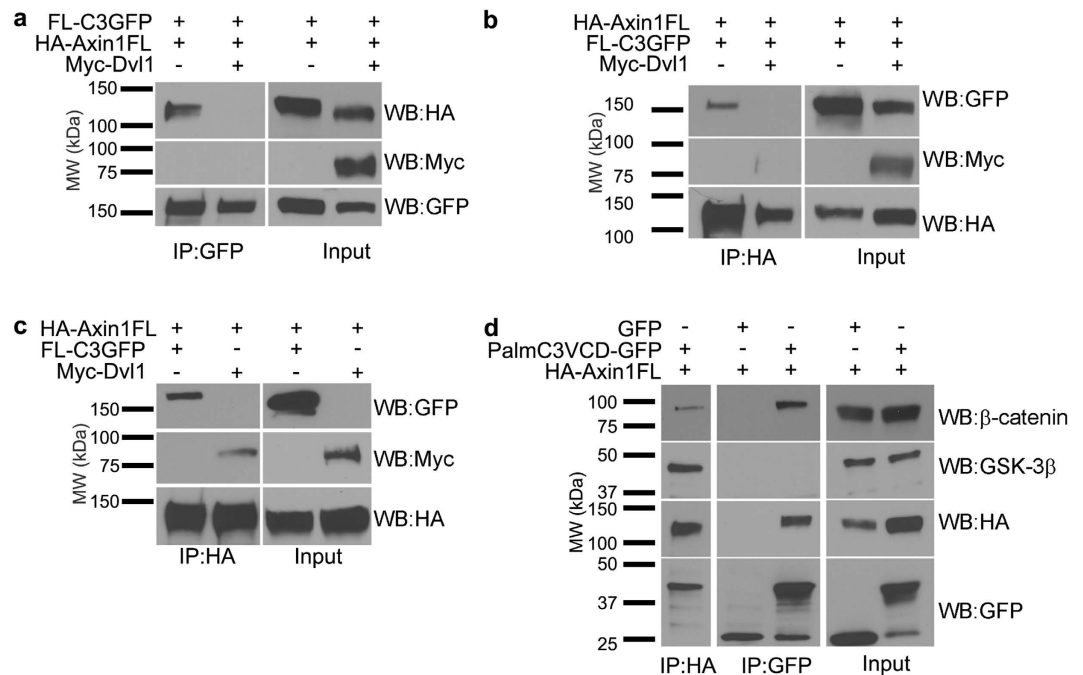 a
FL-C3GFP + + + +
HA-Axin1FL + + + +
Myc-Dvl1 - + - +
MW (kDa)
150
100
WB:HA
100
75
WB:Myc
150
WB:GFP
IP:GFP Input
b
HA-Axin1FL + + + +
FL-C3GFP + + + +
Myc-Dvl1 - + - +
MW (kDa)
150
WB:GFP
100
75
WB:Myc
150
100
WB:HA
IP:HA Input
c
HA-Axin1FL + + + +
FL-C3GFP + - + -
Myc-Dvl1 - + - +
MW (kDa)
150
WB:GFP
100
75
WB:Myc
150
WB:HA
IP:HA Input
d
GFP - + - + -
PalmC3VCD-GFP + - + - +
HA-Axin1FL + + + + +
MW (kDa)
100
75
WB:β-catenin
50
37
WB:GSK-3β
150
100
WB:HA
50
37
25
WB:GFP
IP:HA IP:GFP Input